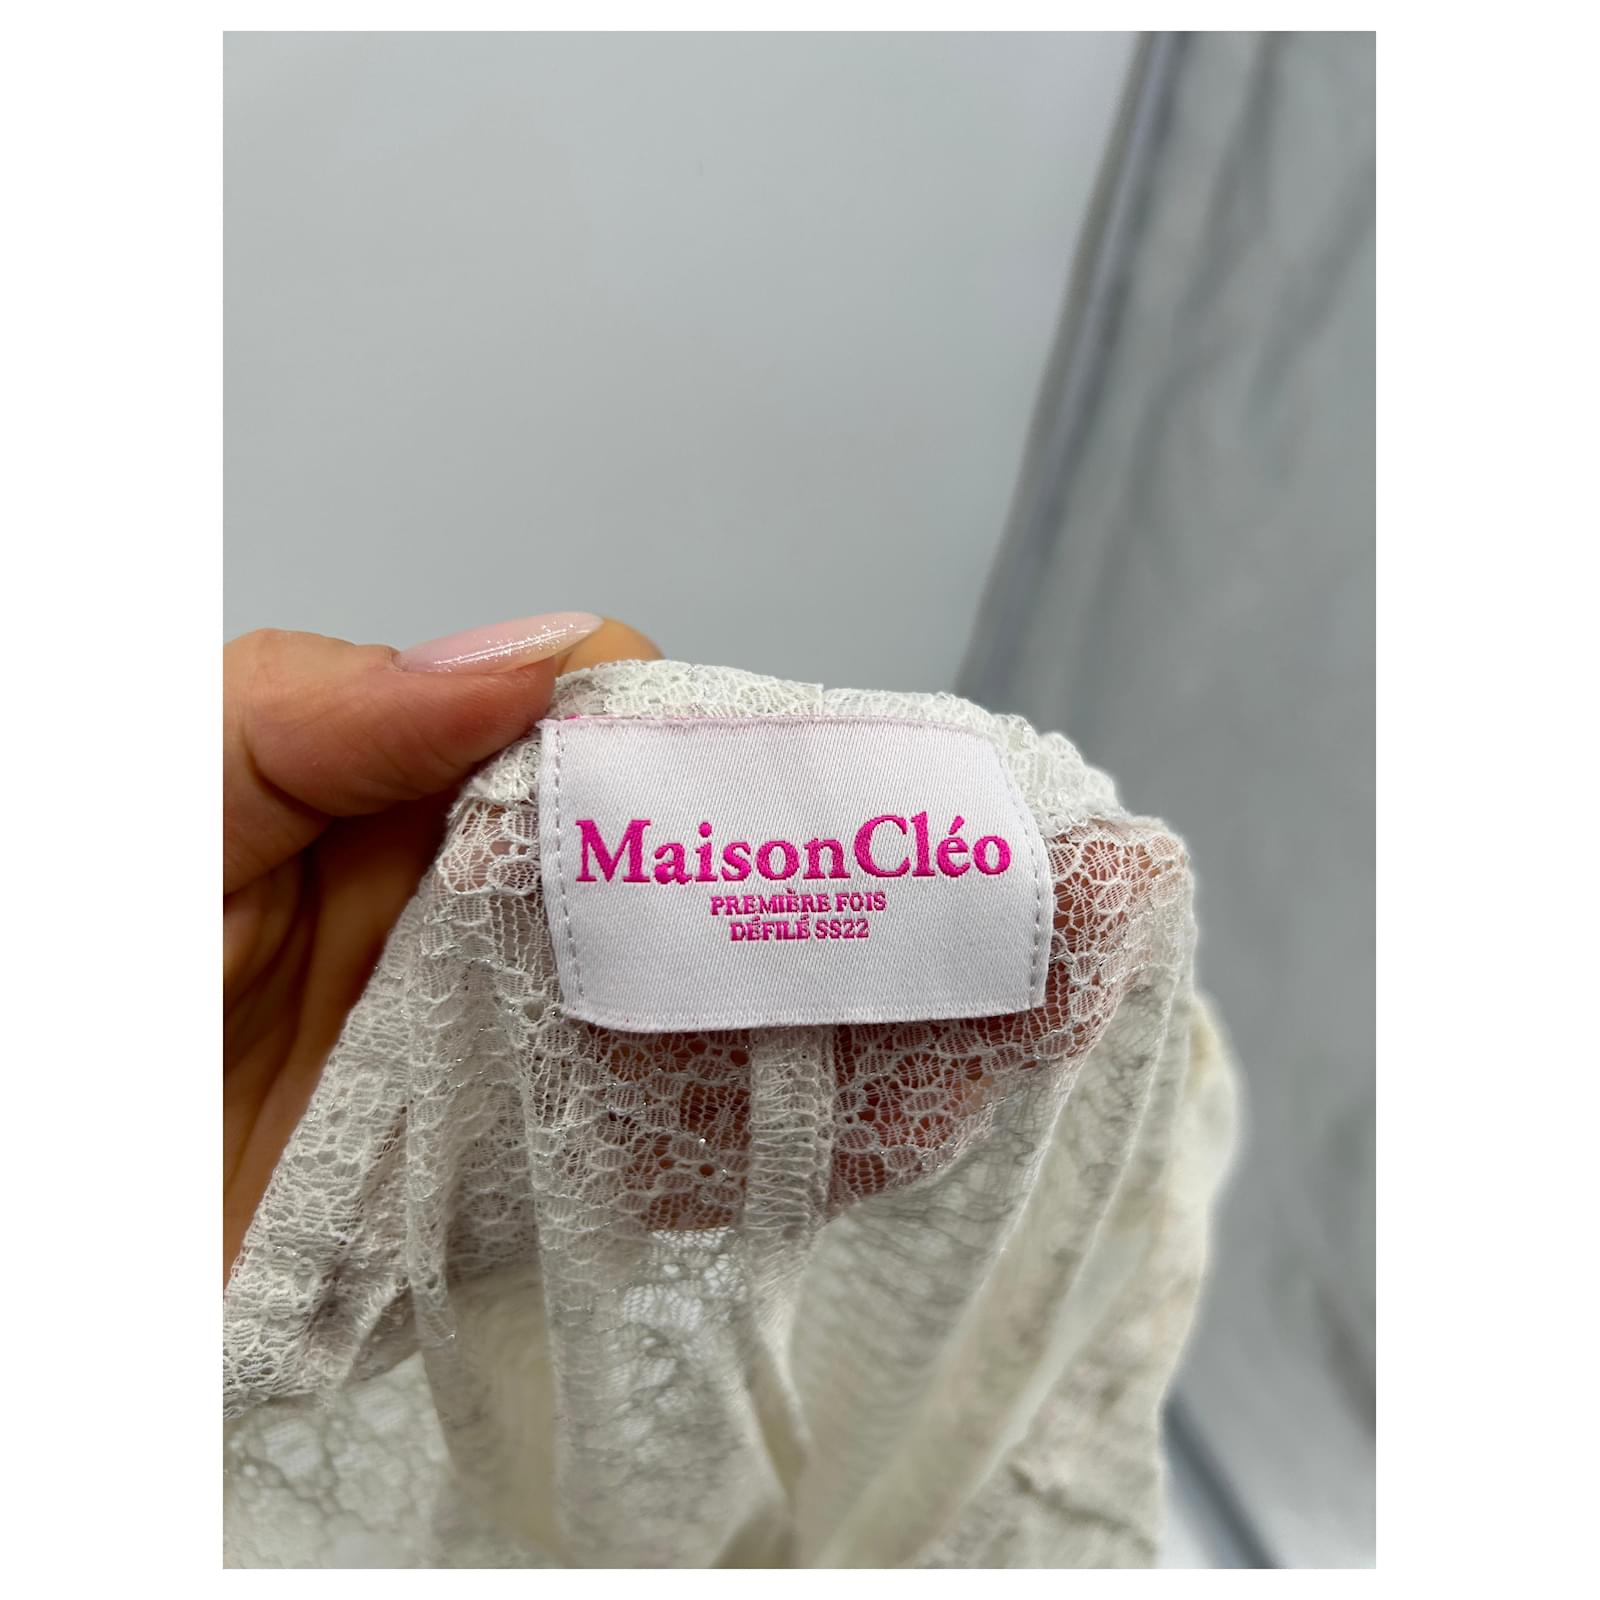 MaisonCléo
PREMIÈRE FOIS
DÉFILÉ SS22